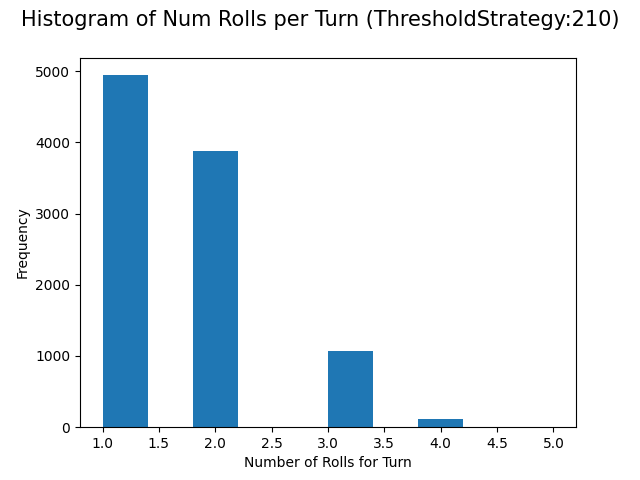 Histogram of Num Rolls per Turn (ThresholdStrategy:210)
5000
4000
3000
2000
1000
0
Frequency
1.0 1.5 2.0 2.5 3.0 3.5 4.0 4.5 5.0
Number of Rolls for Turn